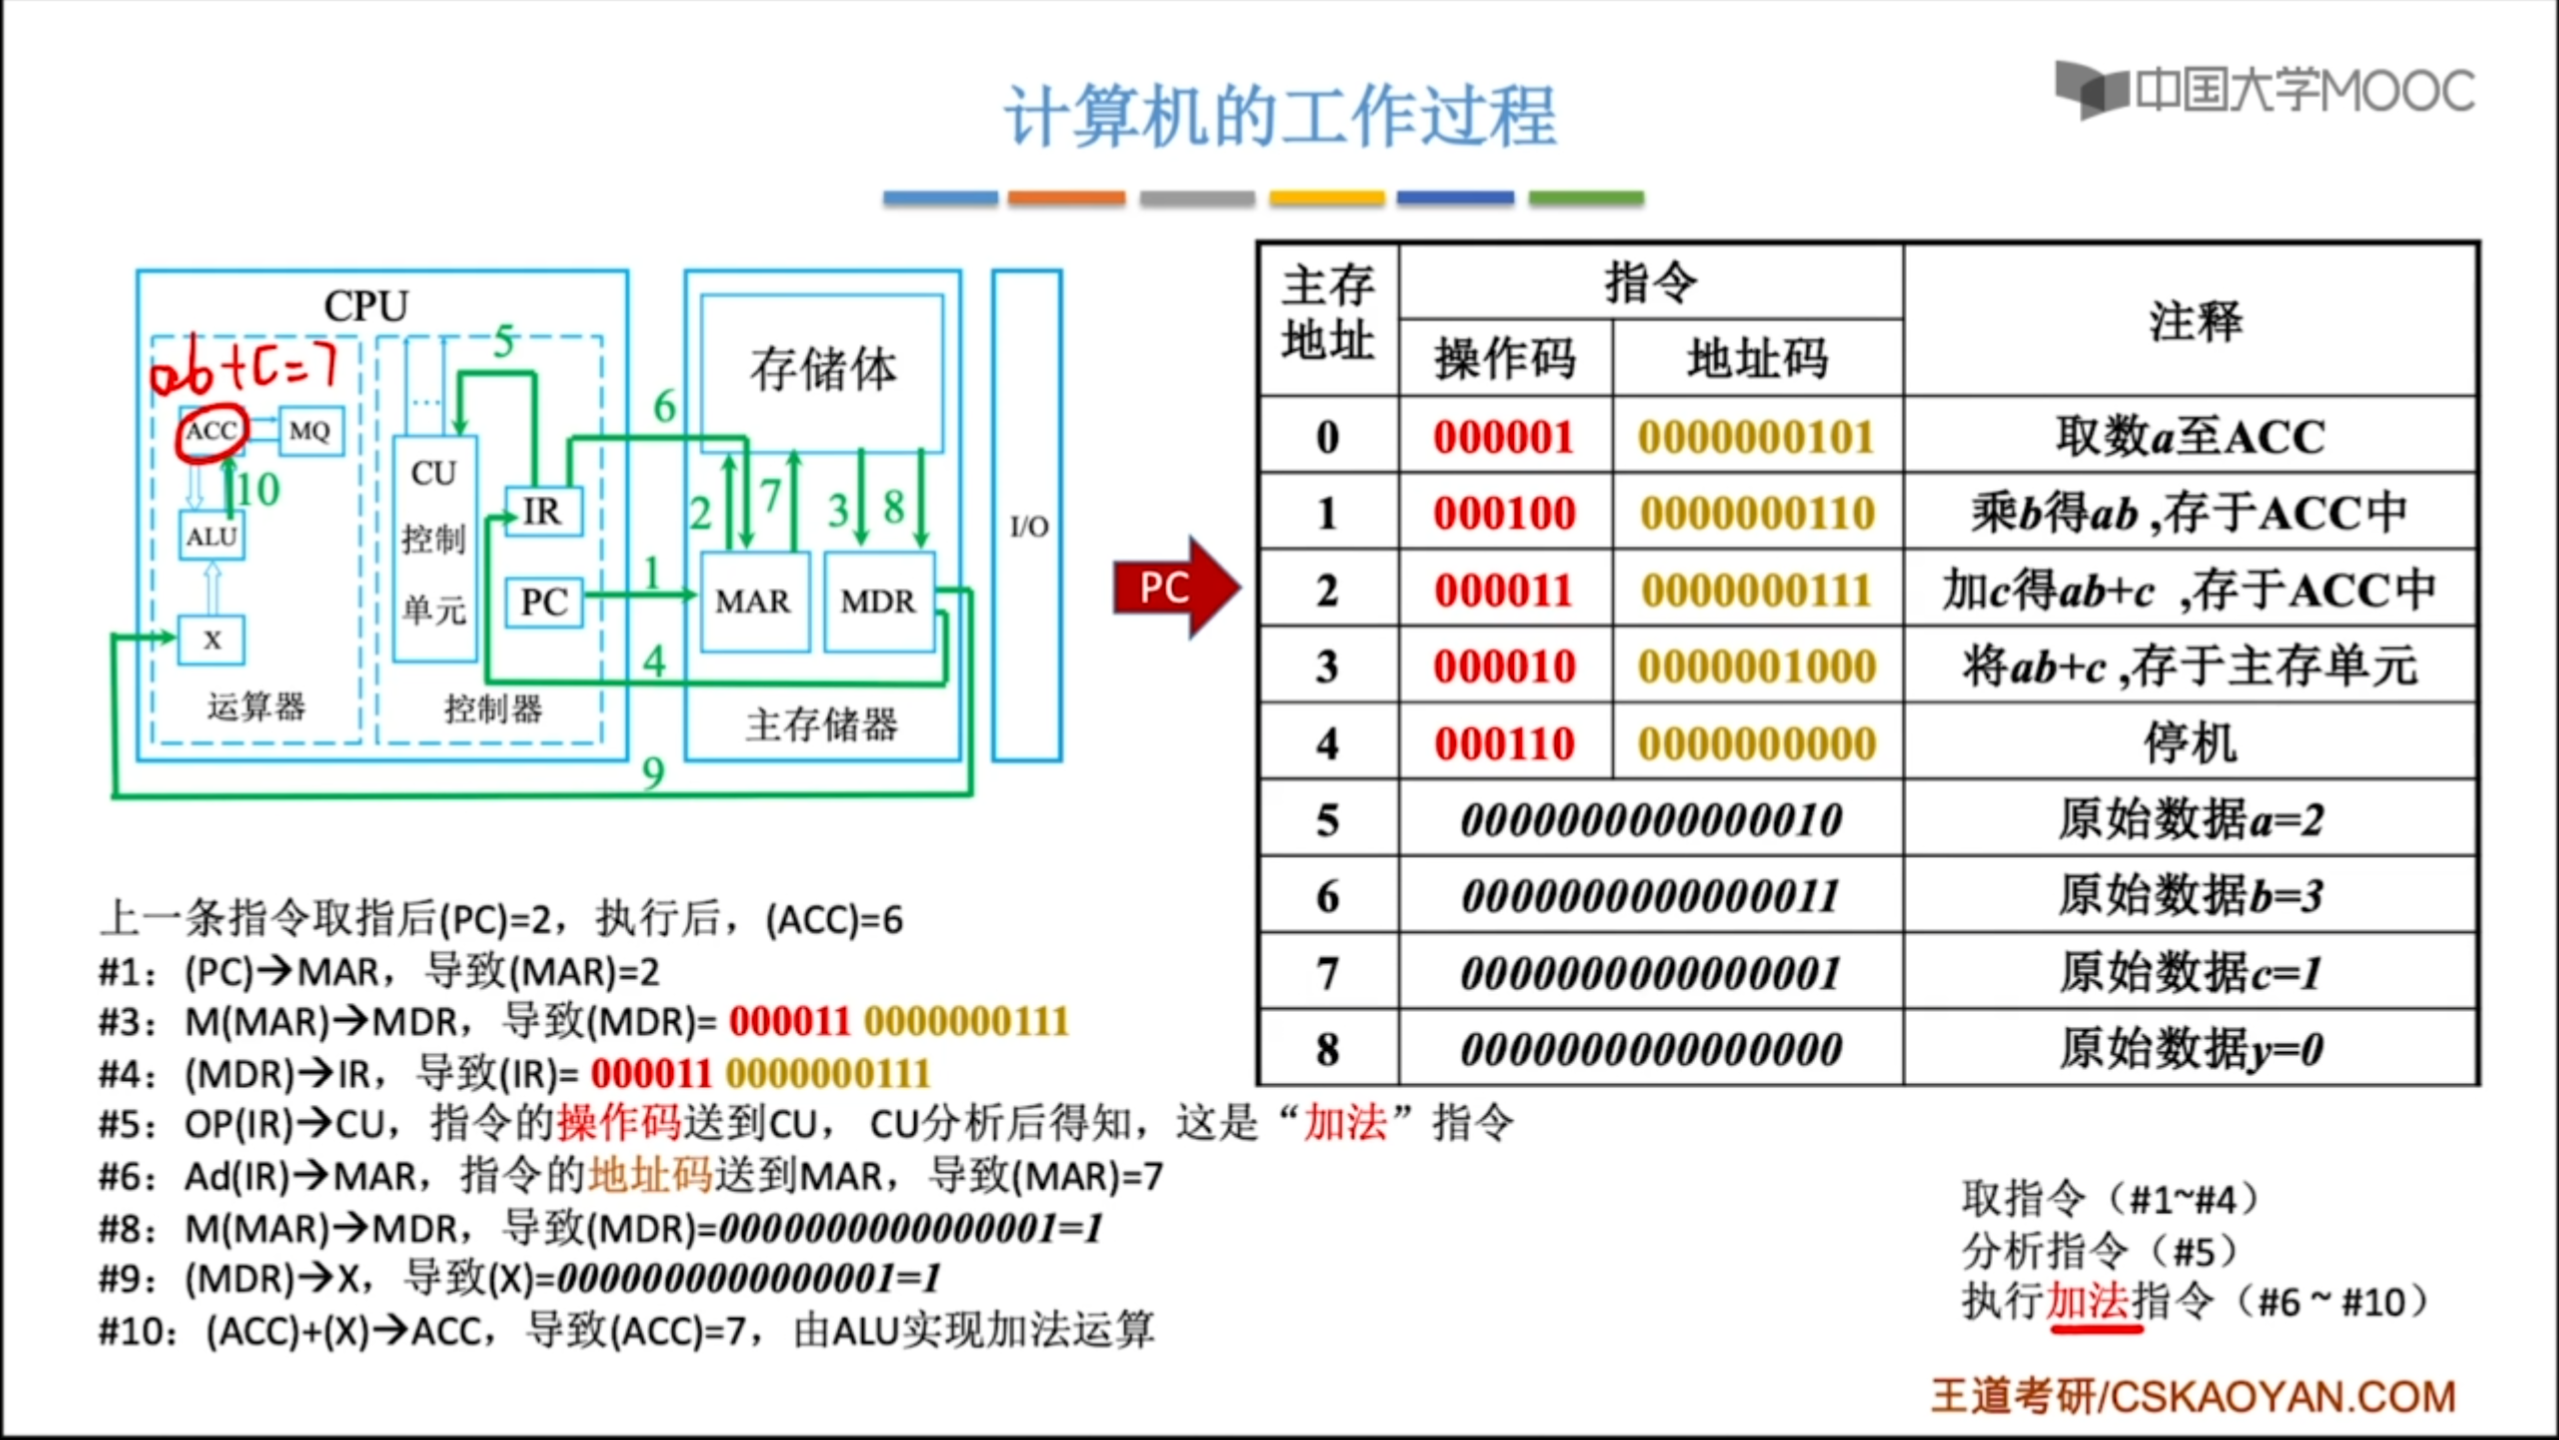 计算机的工作过程
中国大学MOOC
CPU
ab+c=7
ACC
MQ
10
ALU
X
运算器
5
...
CU
控制
单元
IR
PC
控制器
6
1
4
9
存储体
2
7
3
8
MAR
MDR
主存储器
I/O
PC
主存地址 指令 注释
操作码 地址码
0 000001 0000000101 取数a至ACC
1 000100 0000000110 乘b得ab ,存于ACC中
2 000011 0000000111 加c得ab+c ,存于ACC中
3 000010 0000001000 将ab+c ,存于主存单元
4 000110 0000000000 停机
5 0000000000000010 原始数据a=2
6 0000000000000011 原始数据b=3
7 0000000000000001 原始数据c=1
8 0000000000000000 原始数据y=0
上一条指令取指后(PC)=2，执行后，(ACC)=6
#1：(PC)→MAR，导致(MAR)=2
#3：M(MAR)→MDR，导致(MDR)= 000011 0000000111
#4：(MDR)→IR，导致(IR)= 000011 0000000111
#5：OP(IR)→CU，指令的操作码送到CU， CU分析后得知，这是“加法”指令
#6：Ad(IR)→MAR，指令的地址码送到MAR，导致(MAR)=7
#8：M(MAR)→MDR，导致(MDR)=0000000000000001=1
#9：(MDR)→X，导致(X)=0000000000000001=1
#10：(ACC)+(X)→ACC，导致(ACC)=7，由ALU实现加法运算
取指令（#1~#4）
分析指令（#5）
执行加法指令（#6 ~ #10）
王道考研/CSKAOYAN.COM